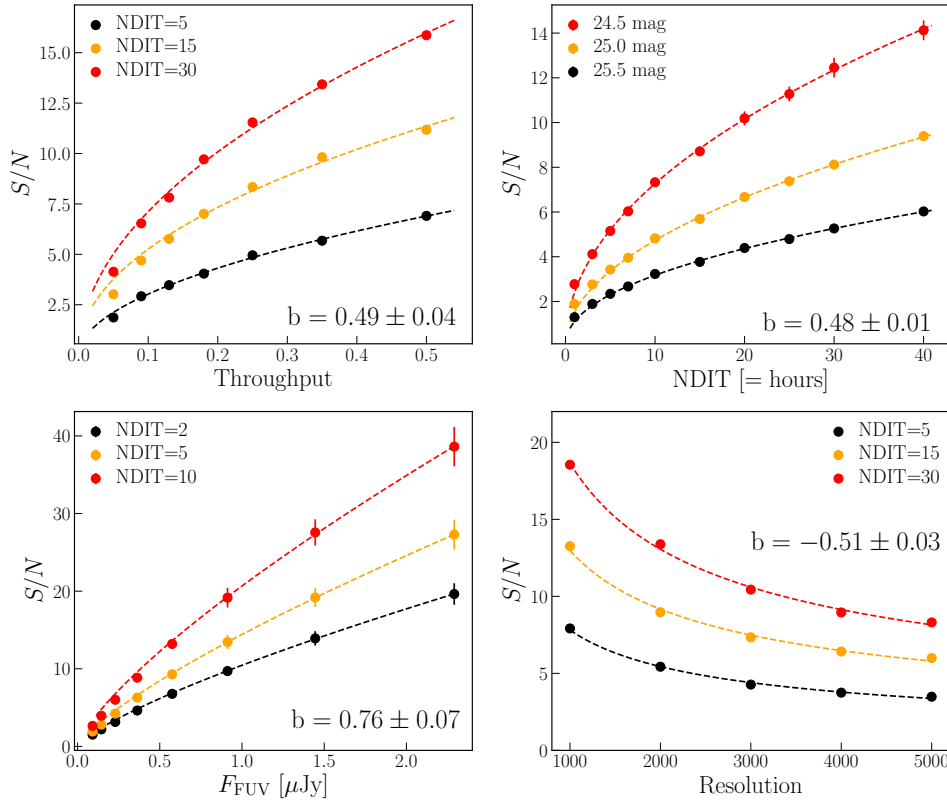 NDIT=5
NDIT=15
NDIT=30
15.0
12.5
10.0
7.5
5.0
2.5
S/N
b = 0.49 ± 0.04
0.0 0.1 0.2 0.3 0.4 0.5
Throughput
24.5 mag
25.0 mag
25.5 mag
14
12
10
8
6
4
2
S/N
b = 0.48 ± 0.01
0 10 20 30 40
NDIT [= hours]
NDIT=2
NDIT=5
NDIT=10
40
30
20
10
0
S/N
b = 0.76 ± 0.07
0.0 0.5 1.0 1.5 2.0
F_FUV [μJy]
NDIT=5
NDIT=15
NDIT=30
20
15
10
5
0
S/N
b = −0.51 ± 0.03
1000 2000 3000 4000 5000
Resolution